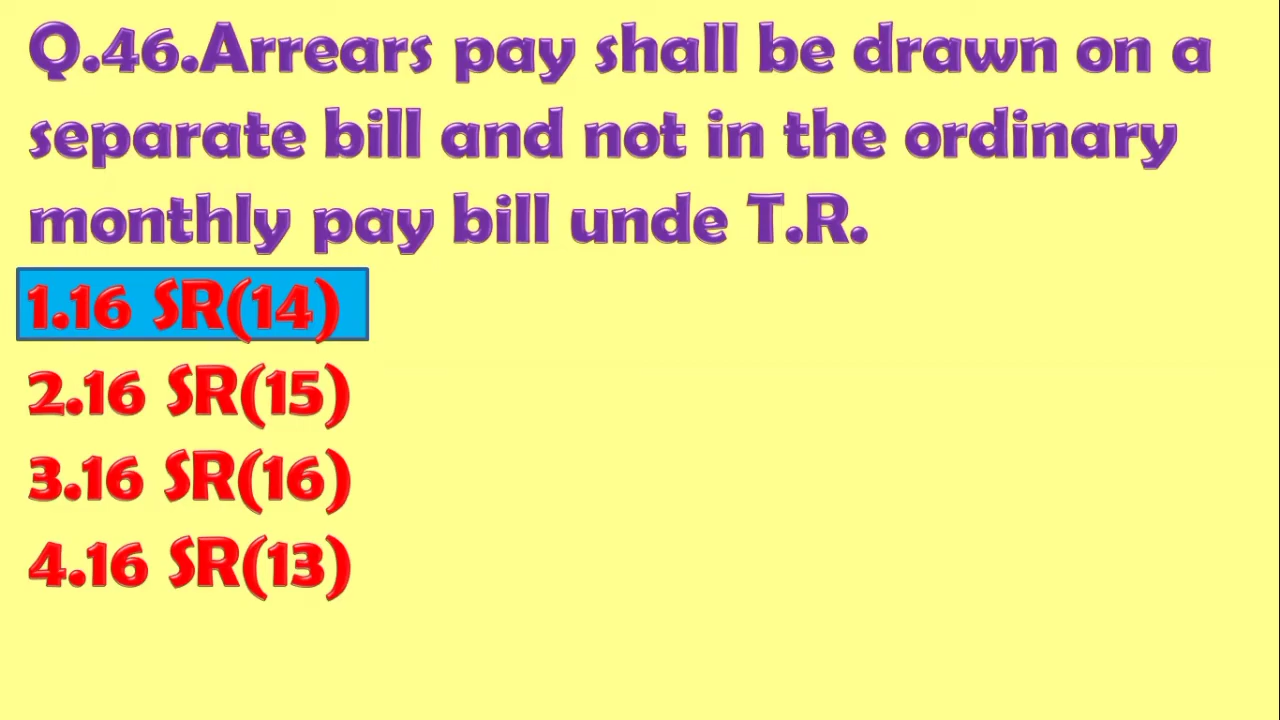 Q.46.Arrears pay shall be drawn on a
separate bill and not in the ordinary
monthly pay bill unde T.R.
1.16 SR(14)
2.16 SR(15)
3.16 SR(16)
4.16 SR(13)